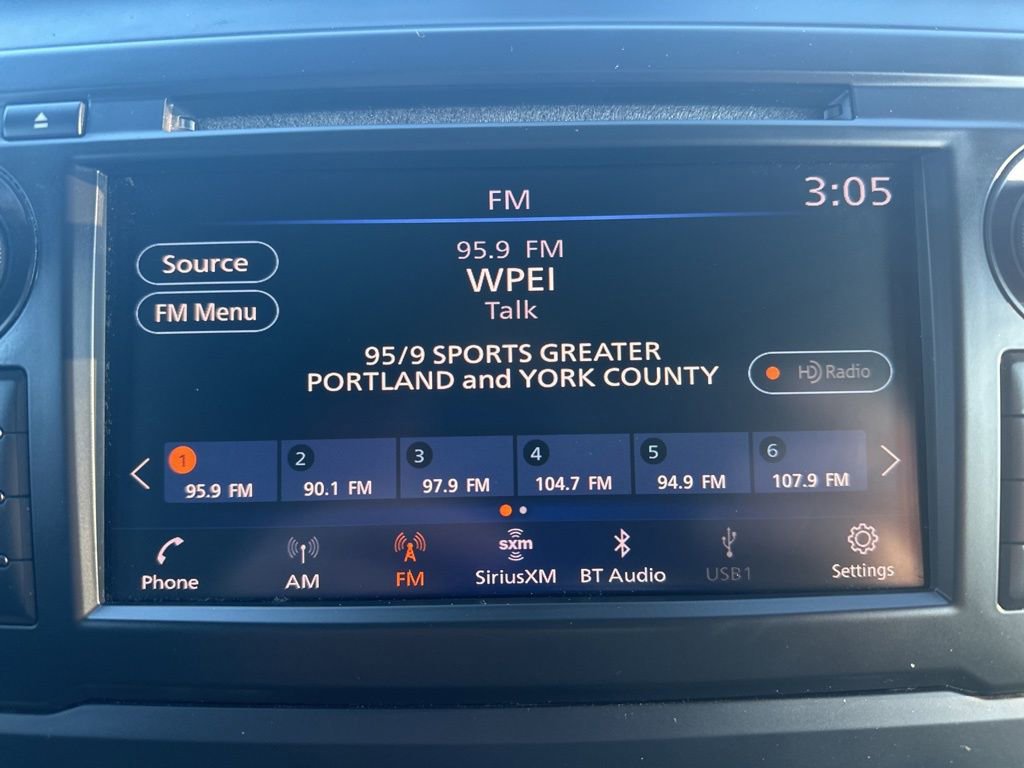 FM
3:05
95.9 FM
WPEI
Talk
Source
FM Menu
95/9 SPORTS GREATER
PORTLAND and YORK COUNTY
HD Radio
1 2 3 4 5 6
95.9 FM 90.1 FM 97.9 FM 104.7 FM 94.9 FM 107.9 FM
sxm
Phone AM FM SiriusXM BT Audio USB1 Settings